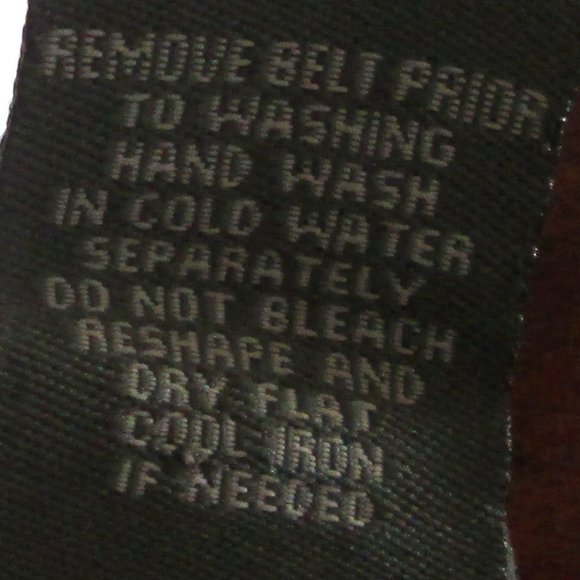 REMOVE BELT PRIOR
TO WASHING
HAND WASH
IN COLD WATER
SEPARATELY
DO NOT BLEACH
RESHAPE AND
DRY FLAT
COOL IRON
IF NEEDED